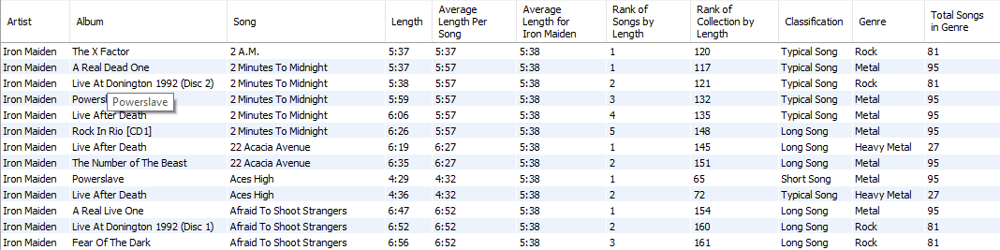 Artist Album Song Length Average Length Per Song Average Length for Iron Maiden Rank of Songs by Length Rank of Collection by Length Classification Genre Total Songs in Genre
Iron Maiden The X Factor 2 A.M. 5:37 5:37 5:38 1 120 Typical Song Rock 81
Iron Maiden A Real Dead One 2 Minutes To Midnight 5:37 5:57 5:38 1 117 Typical Song Metal 95
Iron Maiden Live At Donington 1992 (Disc 2) 2 Minutes To Midnight 5:38 5:57 5:38 2 121 Typical Song Rock 81
Iron Maiden Powersla 2 Minutes To Midnight 5:59 5:57 5:38 3 132 Typical Song Metal 95
Powerslave
Iron Maiden Live After Death 2 Minutes To Midnight 6:06 5:57 5:38 4 135 Typical Song Metal 95
Iron Maiden Rock In Rio [CD1] 2 Minutes To Midnight 6:26 5:57 5:38 5 148 Long Song Metal 95
Iron Maiden Live After Death 22 Acacia Avenue 6:19 6:27 5:38 1 145 Long Song Heavy Metal 27
Iron Maiden The Number of The Beast 22 Acacia Avenue 6:35 6:27 5:38 2 151 Long Song Metal 95
Iron Maiden Powerslave Aces High 4:29 4:32 5:38 1 65 Short Song Metal 95
Iron Maiden Live After Death Aces High 4:36 4:32 5:38 2 72 Typical Song Heavy Metal 27
Iron Maiden A Real Live One Afraid To Shoot Strangers 6:47 6:52 5:38 1 154 Long Song Metal 95
Iron Maiden Live At Donington 1992 (Disc 1) Afraid To Shoot Strangers 6:52 6:52 5:38 2 160 Long Song Rock 81
Iron Maiden Fear Of The Dark Afraid To Shoot Strangers 6:56 6:52 5:38 3 161 Long Song Rock 81